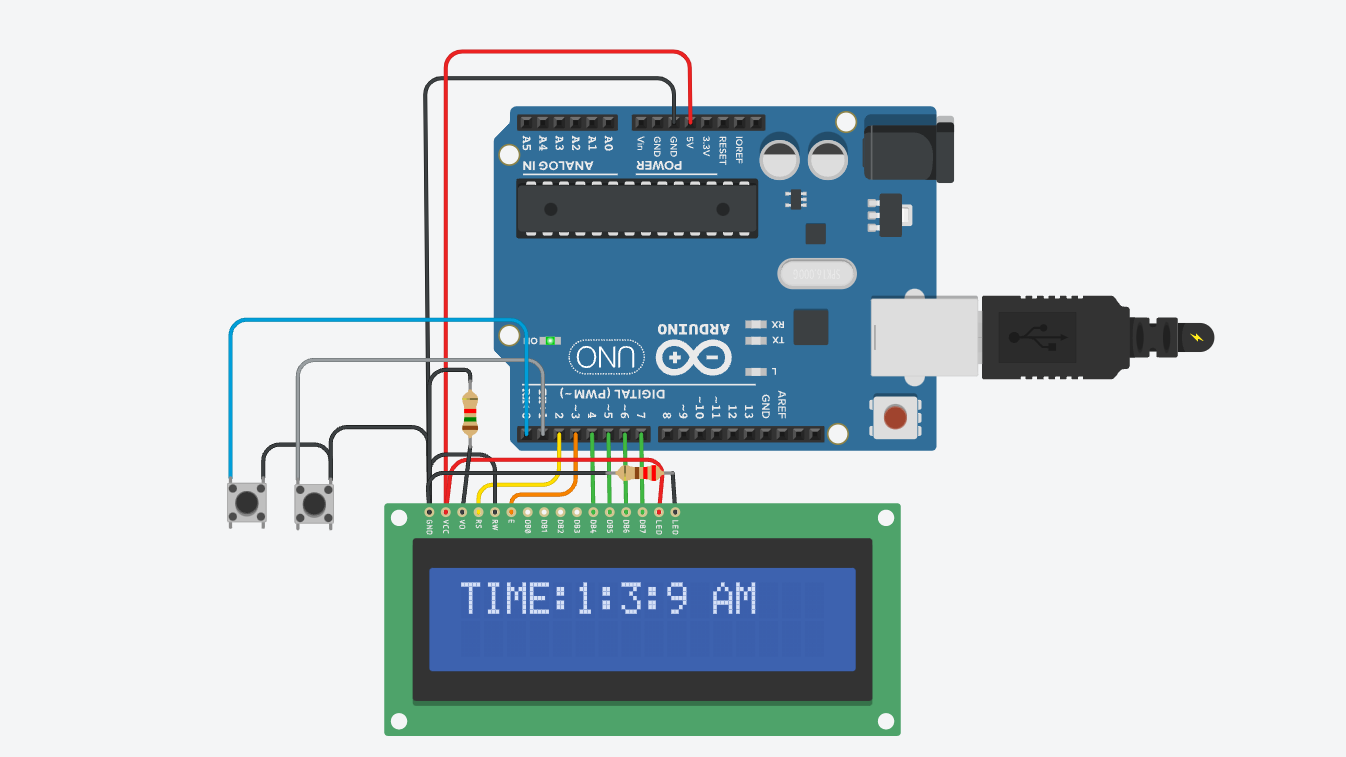 A5 A4 A3 A2 A1 A0
Vin GND GND 5V 3.3V RESET IOREF
ANALOG IN
POWER
RX
TX
L
ARDUINO
ON
UNO
DIGITAL (PWM~)
2 ~3 4 ~5 ~6 7
8 ~9 ~10 ~11 12 13 GND AREF
GND VCC VO RS RW E DB0 DB1 DB2 DB3 DB4 DB5 DB6 DB7 LED LED
TIME:1:3:9 AM